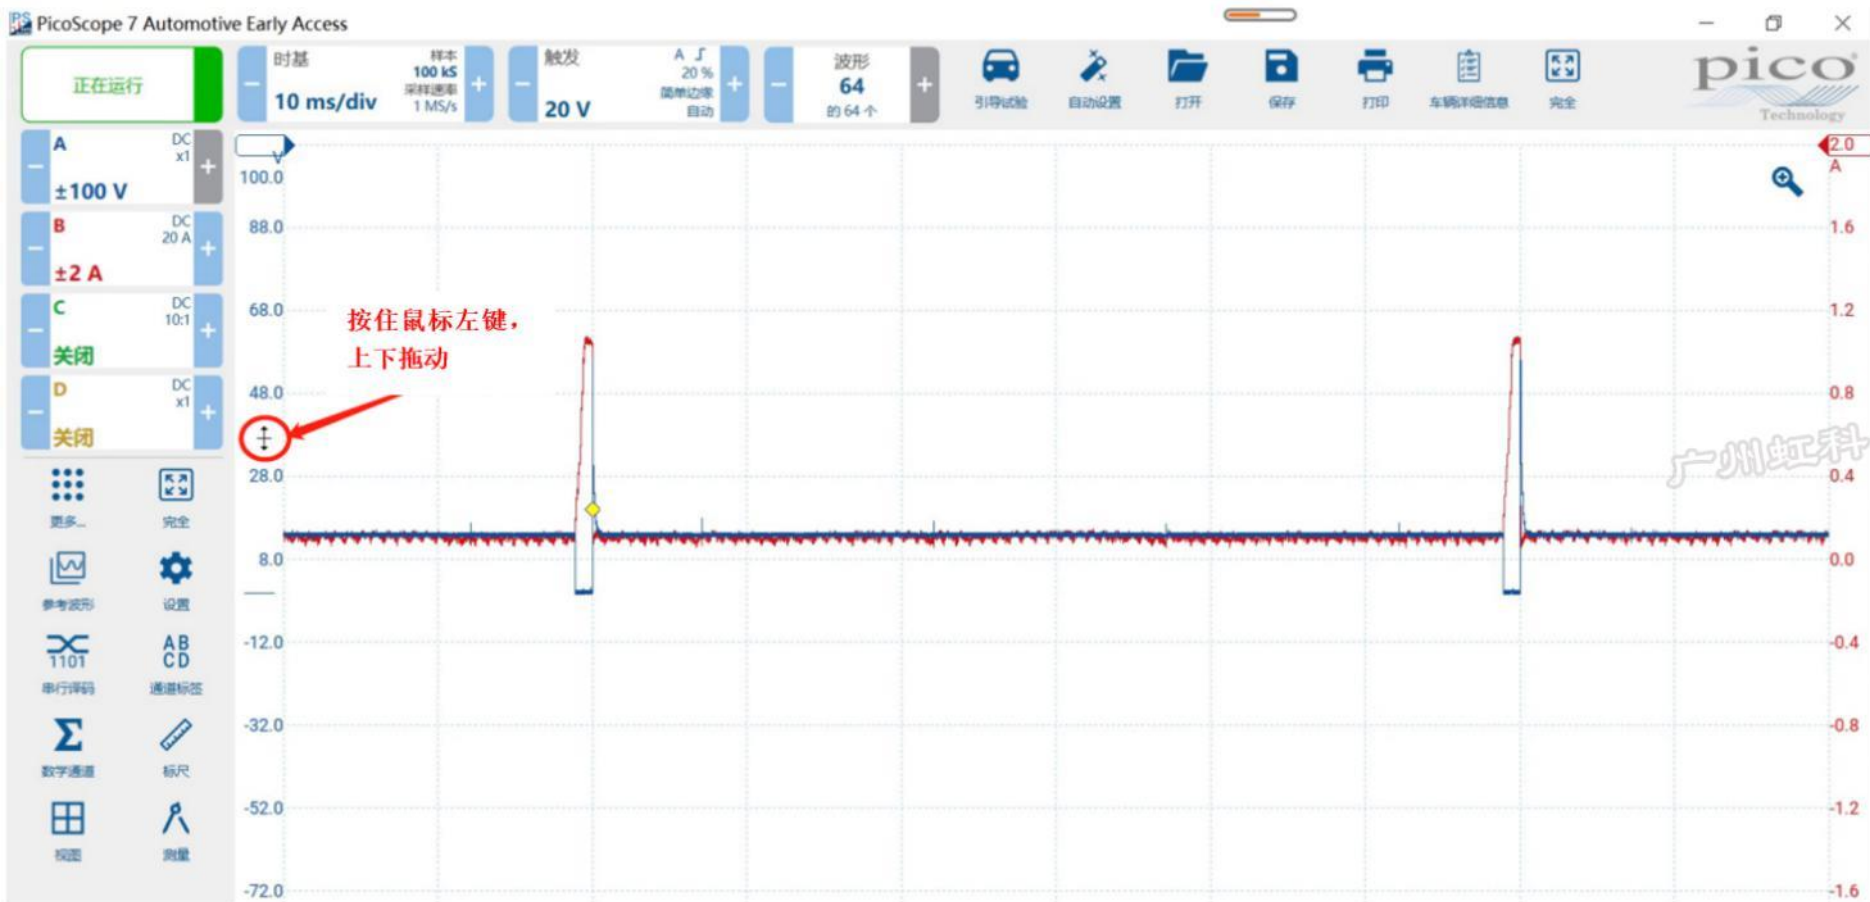 PicoScope 7 Automotive Early Access
正在运行
时基
样本
100 kS
采样速率
10 ms/div
1 MS/s
触发
A
20 %
简单边缘
20 V
自动
波形
64
的 64 个
引导试验
自动设置
打开
保存
打印
车辆详细信息
完全
pico
Technology
A
DC
x1
±100 V
B
DC
20 A
±2 A
C
DC
10:1
关闭
D
DC
x1
关闭
更多...
完全
参考波形
设置
1101
AB
CD
串行译码
通道标签
数学通道
标尺
视图
测量
V
100.0
88.0
68.0
48.0
28.0
8.0
-12.0
-32.0
-52.0
-72.0
按住鼠标左键，
上下拖动
2.0
A
1.6
1.2
0.8
0.4
0.0
-0.4
-0.8
-1.2
-1.6
广州虹科